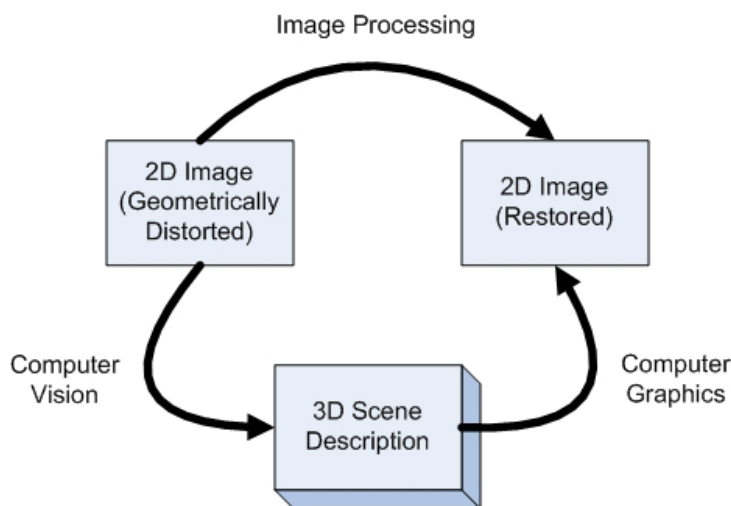 Image Processing
2D Image
(Geometrically
Distorted)
2D Image
(Restored)
Computer
Vision
3D Scene
Description
Computer
Graphics